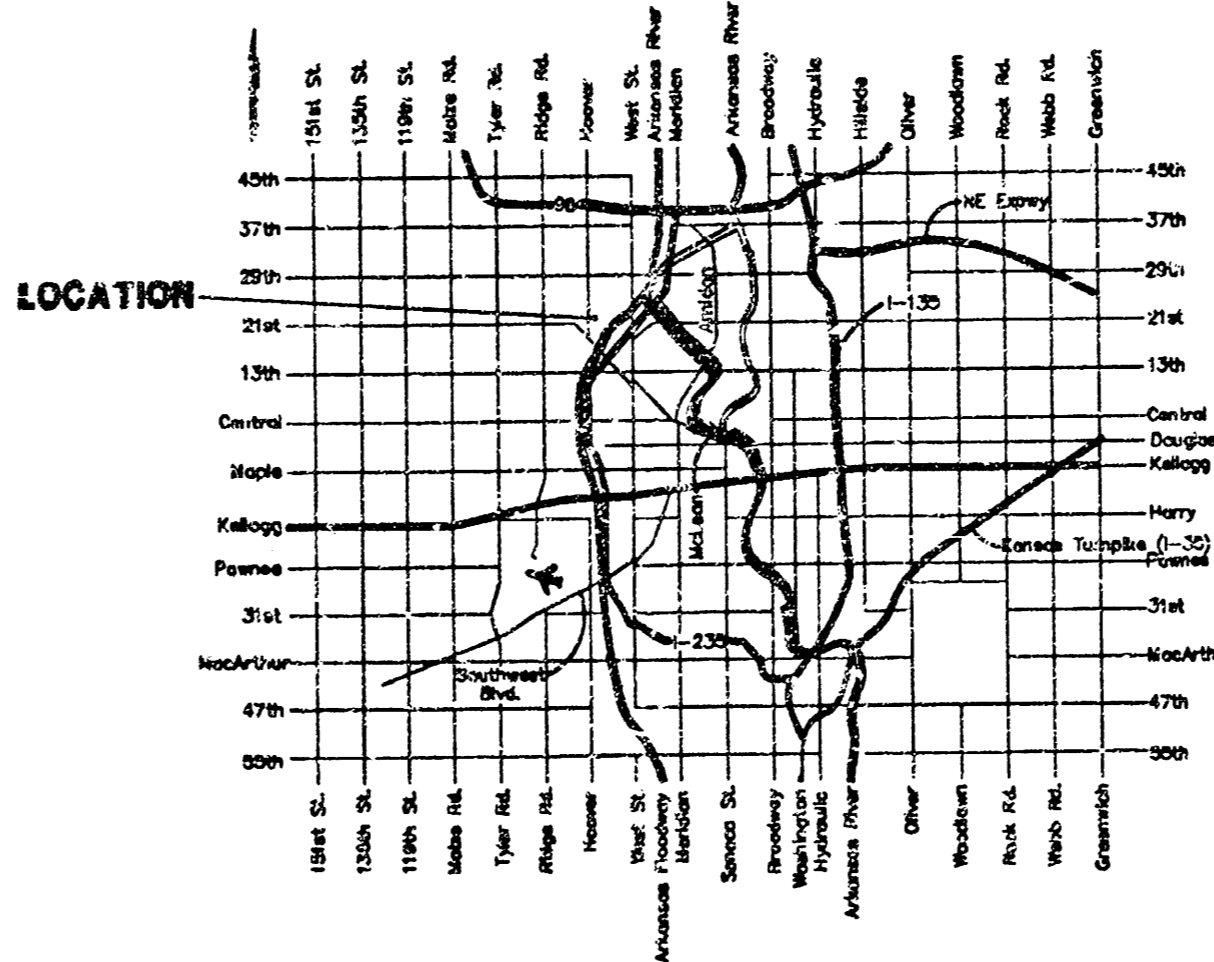 151st St.
135th St.
119th St.
Maize Rd.
Tyler Rd.
Ridge Rd.
Hoover
West St.
Arkansas River
Meridian
Arkansas River
Broadway
Hydraulic
Hillside
Oliver
Woodlawn
Rock Rd.
Webb Rd.
Greenwich
45th
45th
96
37th
37th
NE Expwy
29th
29th
LOCATION
Amidon
I-135
21st
21st
13th
13th
Central
Central
Douglas
Maple
Kellogg
McLean
Kellogg
Harry
Kansas Turnpike (I-35)
Pawnee
Pawnee
31st
31st
I-235
MacArthur
MacArth
Southwest
Blvd.
47th
47th
55th
55th
151st St.
135th St.
119th St.
Maize Rd.
Tyler Rd.
Ridge Rd.
Hoover
West St.
Arkansas Floodway
Meridian
Seneca St.
Broadway
Washington
Hydraulic
Arkansas River
Oliver
Woodlawn
Rock Rd.
Webb Rd.
Greenwich